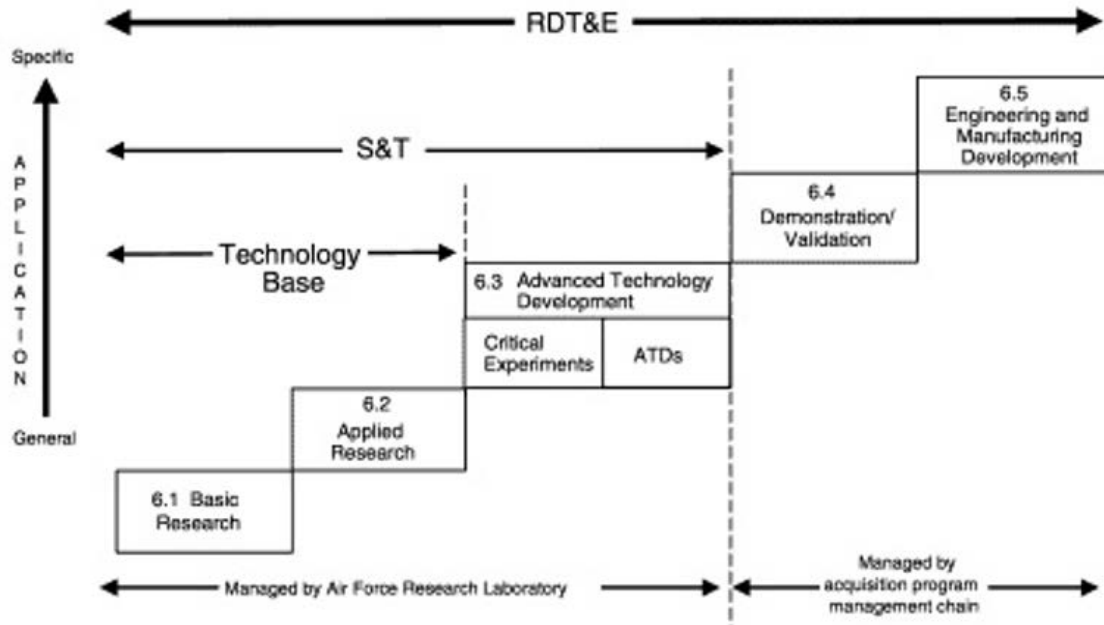 RDT&E
Specific
S&T
6.5
Engineering and
Manufacturing
Development
6.4
Demonstration/
Validation
APPLICATION
Technology
Base
6.3 Advanced Technology
Development
Critical
Experiments
ATDs
6.2
Applied
Research
General
6.1 Basic
Research
Managed by Air Force Research Laboratory
Managed by
acquisition program
management chain